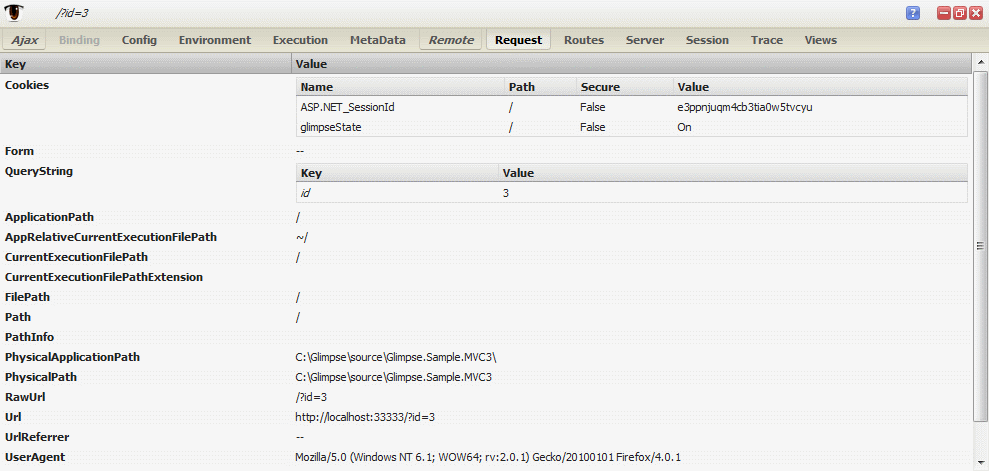 /?id=3 ?
Ajax Binding Config Environment Execution MetaData Remote Request Routes Server Session Trace Views
Key Value
Cookies Name Path Secure Value
ASP.NET_SessionId / False e3ppnjuqm4cb3tia0w5tvcyu
glimpseState / False On
Form --
QueryString Key Value
id 3
ApplicationPath /
AppRelativeCurrentExecutionFilePath ~/
CurrentExecutionFilePath /
CurrentExecutionFilePathExtension
FilePath /
Path /
PathInfo
PhysicalApplicationPath C:\Glimpse\source\Glimpse.Sample.MVC3\
PhysicalPath C:\Glimpse\source\Glimpse.Sample.MVC3
RawUrl /?id=3
Url http://localhost:33333/?id=3
UrlReferrer --
UserAgent Mozilla/5.0 (Windows NT 6.1; WOW64; rv:2.0.1) Gecko/20100101 Firefox/4.0.1